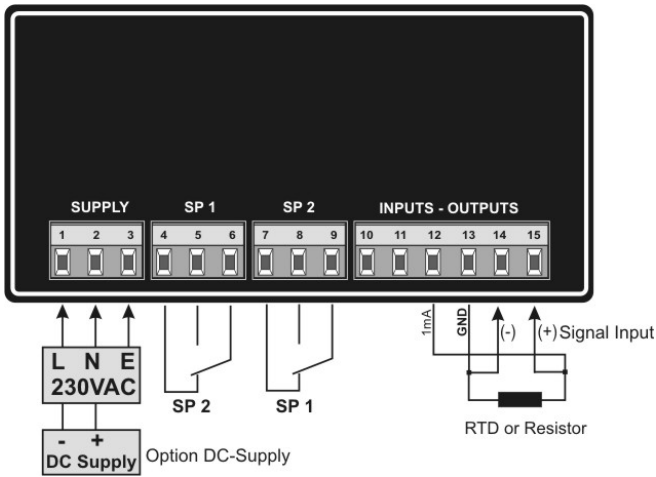 SUPPLY SP 1 SP 2 INPUTS - OUTPUTS
1 2 3 4 5 6 7 8 9 10 11 12 13 14 15
1mA GND (-) (+) Signal Input
L N E
230VAC
SP 2 SP 1
RTD or Resistor
- +
DC Supply Option DC-Supply